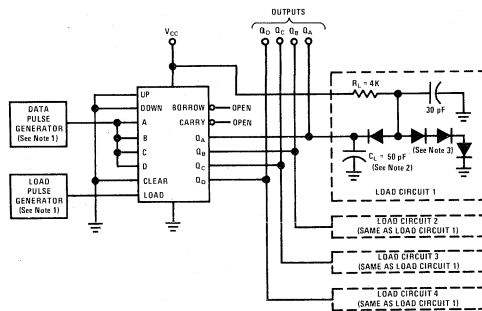 OUTPUTS
QD QC QB QA
VCC
RL = 4K
30 pF
UP
DOWN
BORROW
OPEN
DATA
PULSE
GENERATOR
(See Note 1)
A
CARRY
OPEN
B
QA
C
QB
D
QC
QD
CL = 50 pF
(See Note 2)
(See Note 3)
LOAD
PULSE
GENERATOR
(See Note 1)
CLEAR
LOAD
LOAD CIRCUIT 1
LOAD CIRCUIT 2
(SAME AS LOAD CIRCUIT 1)
LOAD CIRCUIT 3
(SAME AS LOAD CIRCUIT 1)
LOAD CIRCUIT 4
(SAME AS LOAD CIRCUIT 1)